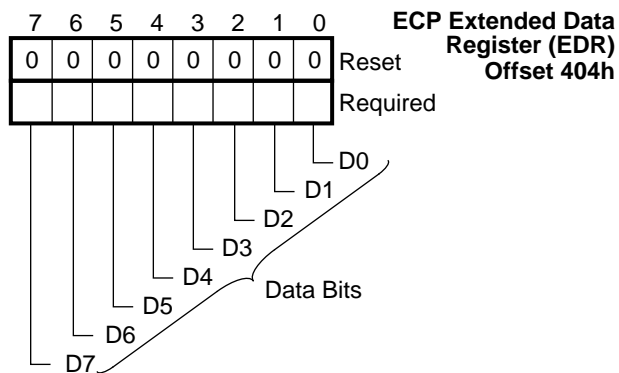 7 6 5 4 3 2 1 0
ECP Extended Data
Register (EDR)
Offset 404h
0 0 0 0 0 0 0 0 Reset
Required
D0
D1
D2
D3
D4
Data Bits
D5
D6
D7